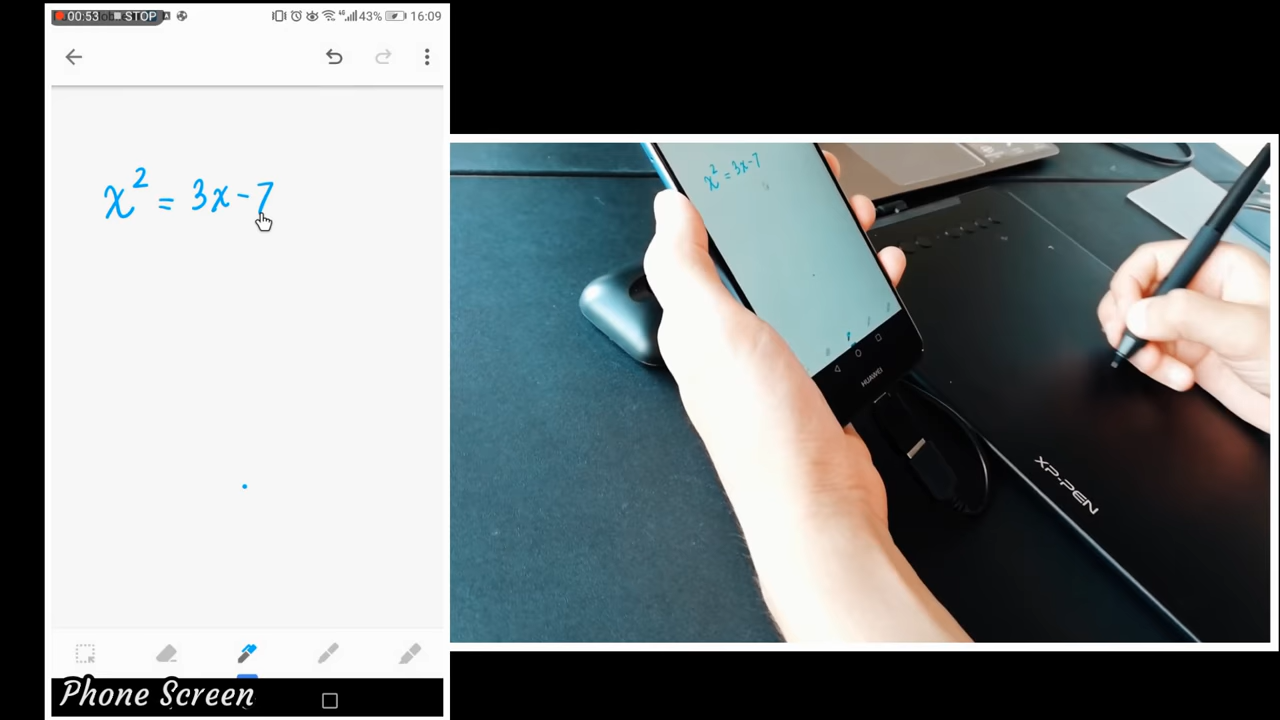 00:53 STOP
43% 16:09
x² = 3x - 7
x² = 3x - 7
HUAWEI
XP-PEN
Phone Screen